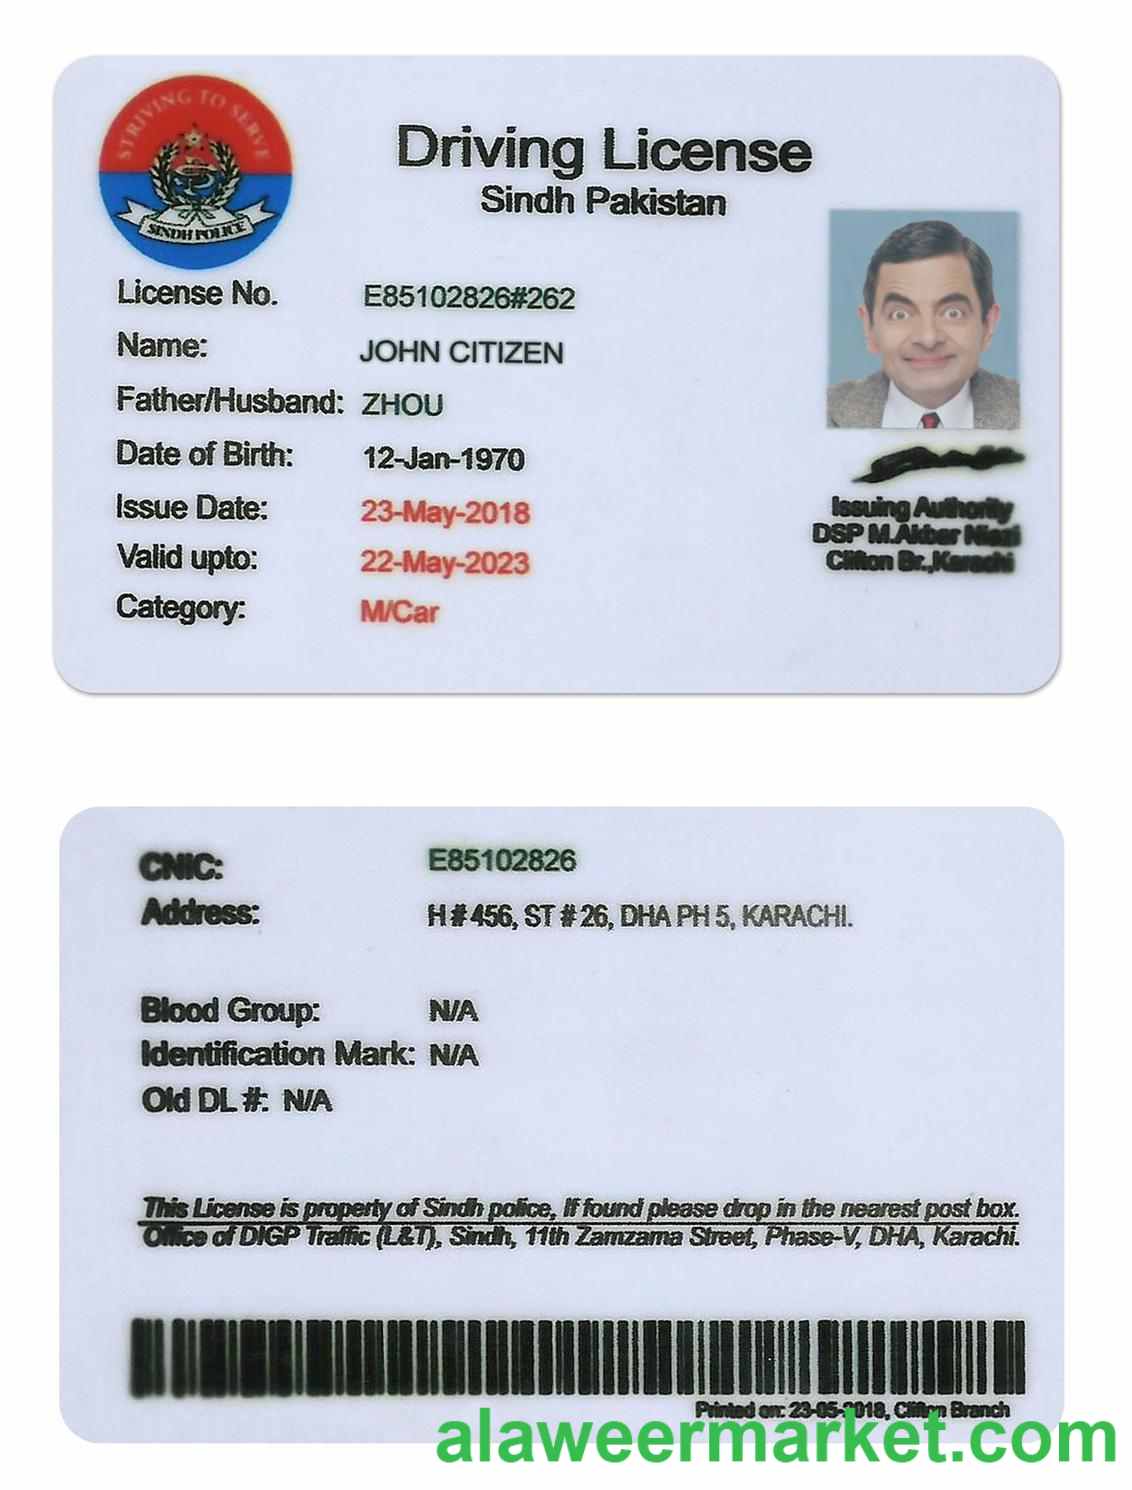 STRIVING TO SERVE
SINDH POLICE
Driving License
Sindh Pakistan
License No. E85102826#262
Name: JOHN CITIZEN
Father/Husband: ZHOU
Date of Birth: 12-Jan-1970
Issue Date: 23-May-2018
Valid upto: 22-May-2023
Category: M/Car
Issuing Authority
DSP M.Akbar Niazi
Clifton Br.,Karachi
CNIC: E85102826
Address: H # 456, ST # 26, DHA PH 5, KARACHI.
Blood Group: N/A
Identification Mark: N/A
Old DL #: N/A
This License is property of Sindh police, If found please drop in the nearest post box.
Office of DIGP Traffic (L&T), Sindh, 11th Zamzama Street, Phase-V, DHA, Karachi.
Printed on: 23-05-2018, Clifton Branch
alaweermarket.com